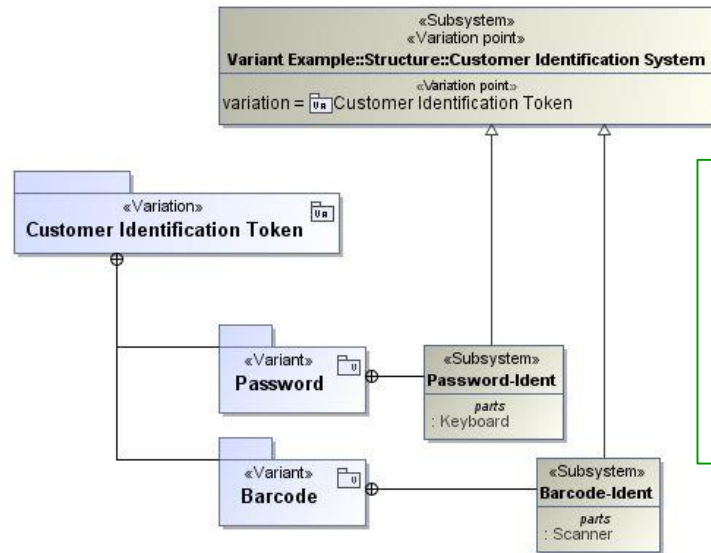 «Subsystem»
«Variation point»
Variant Example::Structure::Customer Identification System
«Variation point»
variation = Customer Identification Token
«Variation»
Customer Identification Token
«Variant»
Password
«Subsystem»
Password-Ident
parts
: Keyboard
«Variant»
Barcode
«Subsystem»
Barcode-Ident
parts
: Scanner